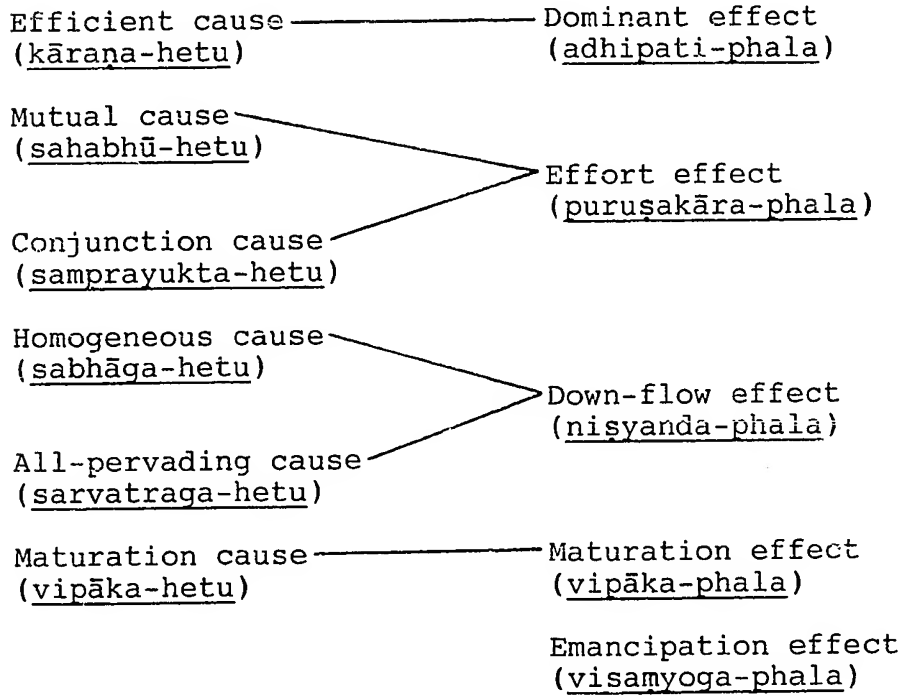 Efficient cause
(kāraṇa-hetu)
Dominant effect
(adhipati-phala)
Mutual cause
(sahabhū-hetu)
Effort effect
(puruṣakāra-phala)
Conjunction cause
(samprayukta-hetu)
Homogeneous cause
(sabhāga-hetu)
Down-flow effect
(niṣyanda-phala)
All-pervading cause
(sarvatraga-hetu)
Maturation cause
(vipāka-hetu)
Maturation effect
(vipāka-phala)
Emancipation effect
(visaṃyoga-phala)